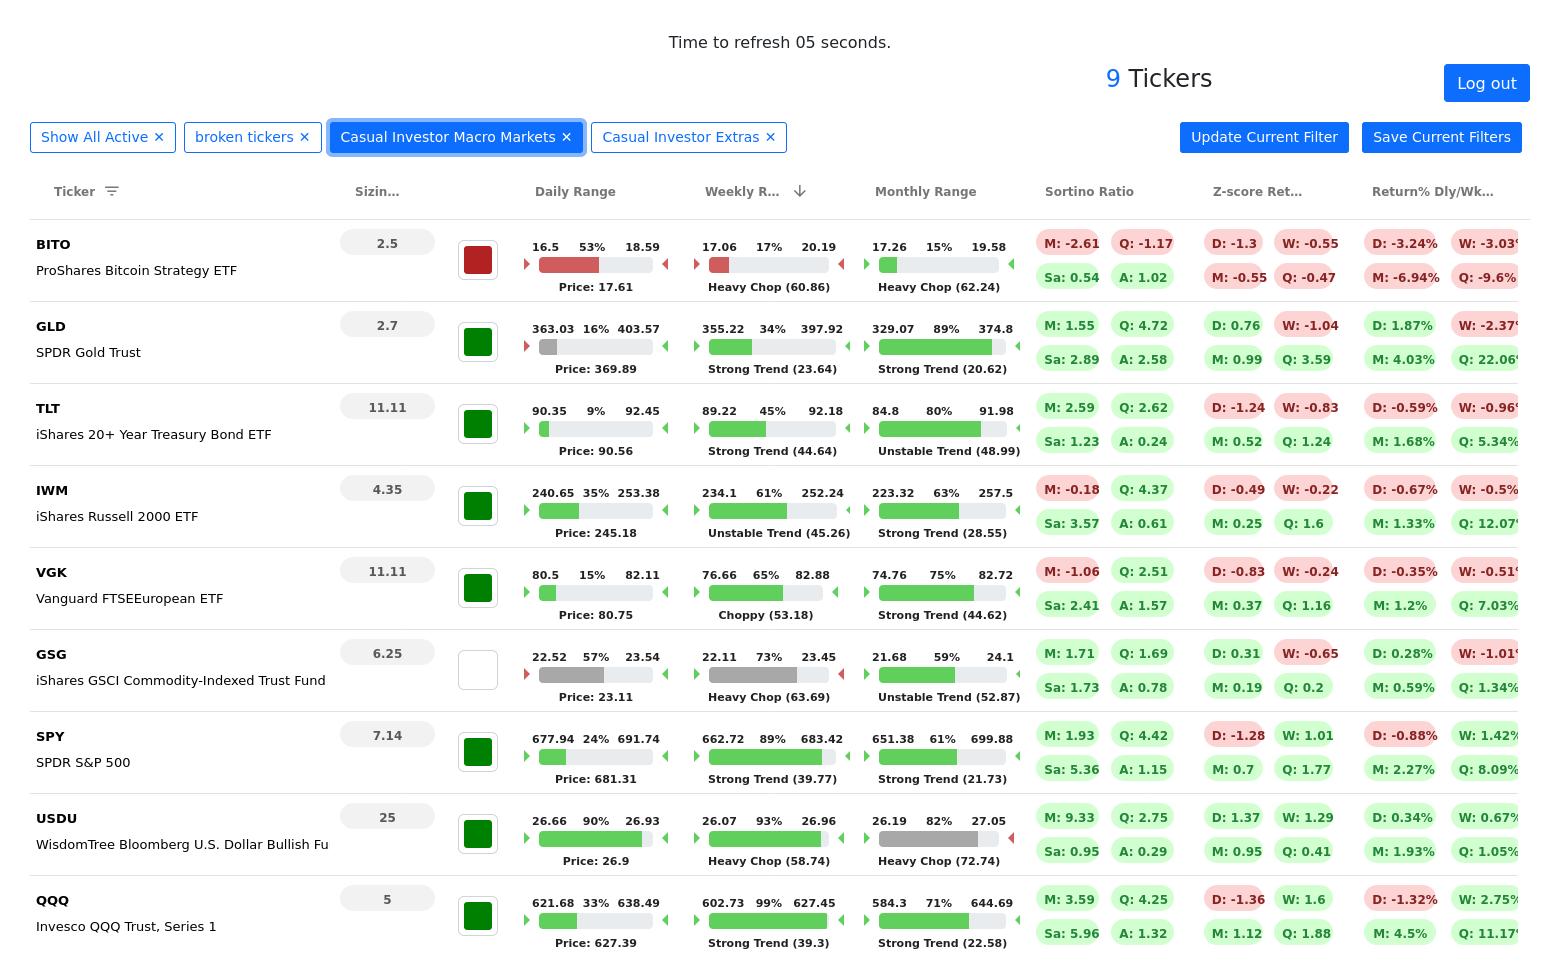 Time to refresh 05 seconds.
9 Tickers
Log out
Show All Active ✕ broken tickers ✕ Casual Investor Macro Markets ✕ Casual Investor Extras ✕ Update Current Filter Save Current Filters
Ticker Sizin... Daily Range Weekly R... Monthly Range Sortino Ratio Z-score Ret... Return% Dly/Wk...
BITO 2.5 16.5 53% 18.59 17.06 17% 20.19 17.26 15% 19.58 M: -2.61 Q: -1.17 D: -1.3 W: -0.55 D: -3.24% W: -3.03%
ProShares Bitcoin Strategy ETF Price: 17.61 Heavy Chop (60.86) Heavy Chop (62.24) Sa: 0.54 A: 1.02 M: -0.55 Q: -0.47 M: -6.94% Q: -9.6%
GLD 2.7 363.03 16% 403.57 355.22 34% 397.92 329.07 89% 374.8 M: 1.55 Q: 4.72 D: 0.76 W: -1.04 D: 1.87% W: -2.37%
SPDR Gold Trust Price: 369.89 Strong Trend (23.64) Strong Trend (20.62) Sa: 2.89 A: 2.58 M: 0.99 Q: 3.59 M: 4.03% Q: 22.06%
TLT 11.11 90.35 9% 92.45 89.22 45% 92.18 84.8 80% 91.98 M: 2.59 Q: 2.62 D: -1.24 W: -0.83 D: -0.59% W: -0.96%
iShares 20+ Year Treasury Bond ETF Price: 90.56 Strong Trend (44.64) Unstable Trend (48.99) Sa: 1.23 A: 0.24 M: 0.52 Q: 1.24 M: 1.68% Q: 5.34%
IWM 4.35 240.65 35% 253.38 234.1 61% 252.24 223.32 63% 257.5 M: -0.18 Q: 4.37 D: -0.49 W: -0.22 D: -0.67% W: -0.5%
iShares Russell 2000 ETF Price: 245.18 Unstable Trend (45.26) Strong Trend (28.55) Sa: 3.57 A: 0.61 M: 0.25 Q: 1.6 M: 1.33% Q: 12.07%
VGK 11.11 80.5 15% 82.11 76.66 65% 82.88 74.76 75% 82.72 M: -1.06 Q: 2.51 D: -0.83 W: -0.24 D: -0.35% W: -0.51%
Vanguard FTSEEuropean ETF Price: 80.75 Choppy (53.18) Strong Trend (44.62) Sa: 2.41 A: 1.57 M: 0.37 Q: 1.16 M: 1.2% Q: 7.03%
GSG 6.25 22.52 57% 23.54 22.11 73% 23.45 21.68 59% 24.1 M: 1.71 Q: 1.69 D: 0.31 W: -0.65 D: 0.28% W: -1.01%
iShares GSCI Commodity-Indexed Trust Fund Price: 23.11 Heavy Chop (63.69) Unstable Trend (52.87) Sa: 1.73 A: 0.78 M: 0.19 Q: 0.2 M: 0.59% Q: 1.34%
SPY 7.14 677.94 24% 691.74 662.72 89% 683.42 651.38 61% 699.88 M: 1.93 Q: 4.42 D: -1.28 W: 1.01 D: -0.88% W: 1.42%
SPDR S&P 500 Price: 681.31 Strong Trend (39.77) Strong Trend (21.73) Sa: 5.36 A: 1.15 M: 0.7 Q: 1.77 M: 2.27% Q: 8.09%
USDU 25 26.66 90% 26.93 26.07 93% 26.96 26.19 82% 27.05 M: 9.33 Q: 2.75 D: 1.37 W: 1.29 D: 0.34% W: 0.67%
WisdomTree Bloomberg U.S. Dollar Bullish Fu Price: 26.9 Heavy Chop (58.74) Heavy Chop (72.74) Sa: 0.95 A: 0.29 M: 0.95 Q: 0.41 M: 1.93% Q: 1.05%
QQQ 5 621.68 33% 638.49 602.73 99% 627.45 584.3 71% 644.69 M: 3.59 Q: 4.25 D: -1.36 W: 1.6 D: -1.32% W: 2.75%
Invesco QQQ Trust, Series 1 Price: 627.39 Strong Trend (39.3) Strong Trend (22.58) Sa: 5.96 A: 1.32 M: 1.12 Q: 1.88 M: 4.5% Q: 11.17%